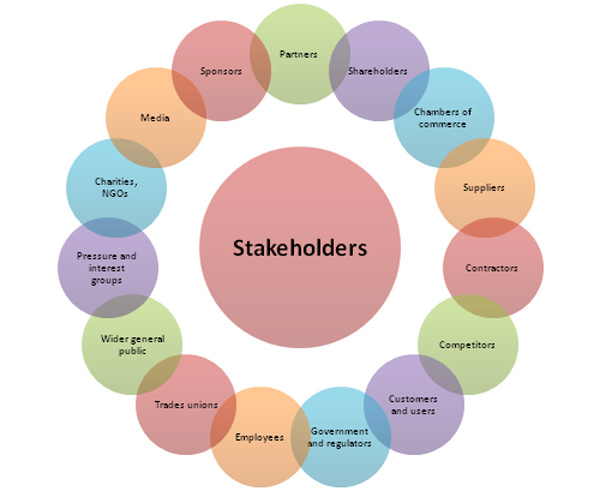 Partners
Shareholders
Chambers of
commerce
Suppliers
Contractors
Competitors
Customers
and users
Government
and regulators
Employees
Trades unions
Wider general
public
Pressure and
interest
groups
Charities,
NGOs
Media
Sponsors
Stakeholders